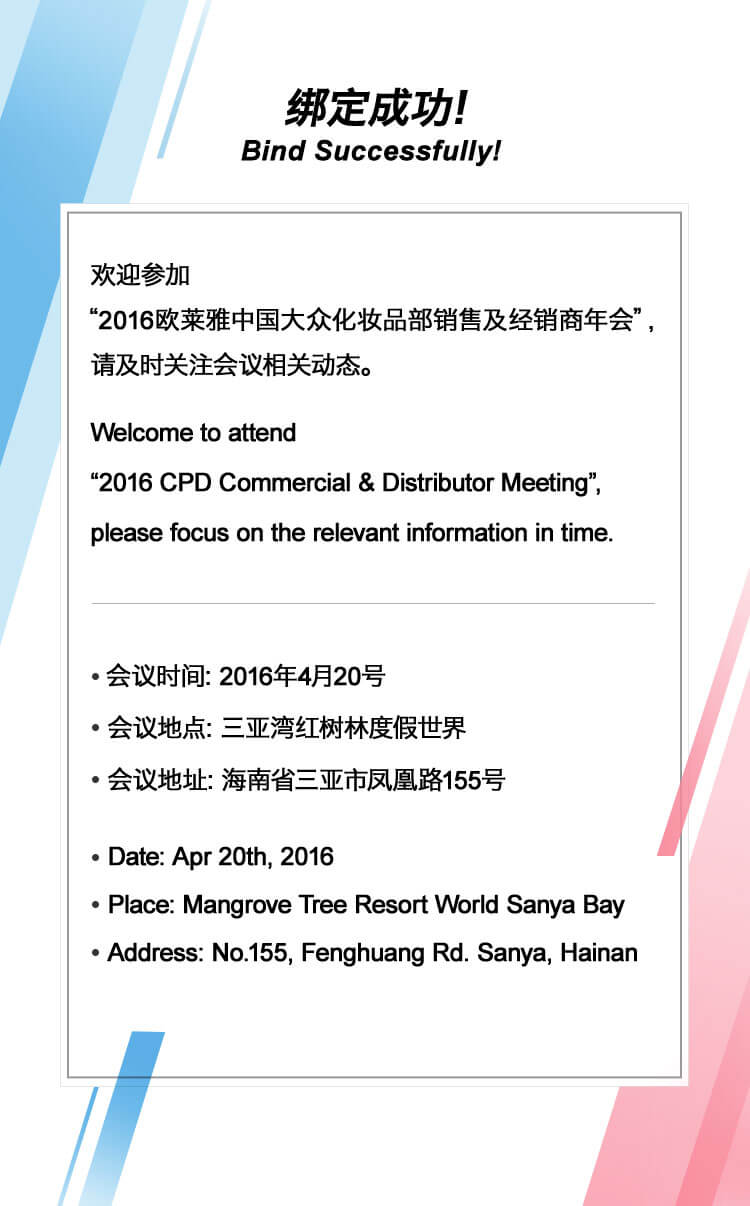 绑定成功!
Bind Successfully!
欢迎参加
“2016欧莱雅中国大众化妆品部销售及经销商年会”,
请及时关注会议相关动态。
Welcome to attend
“2016 CPD Commercial & Distributor Meeting”,
please focus on the relevant information in time.
• 会议时间: 2016年4月20号
• 会议地点: 三亚湾红树林度假世界
• 会议地址: 海南省三亚市凤凰路155号
• Date: Apr 20th, 2016
• Place: Mangrove Tree Resort World Sanya Bay
• Address: No.155, Fenghuang Rd. Sanya, Hainan